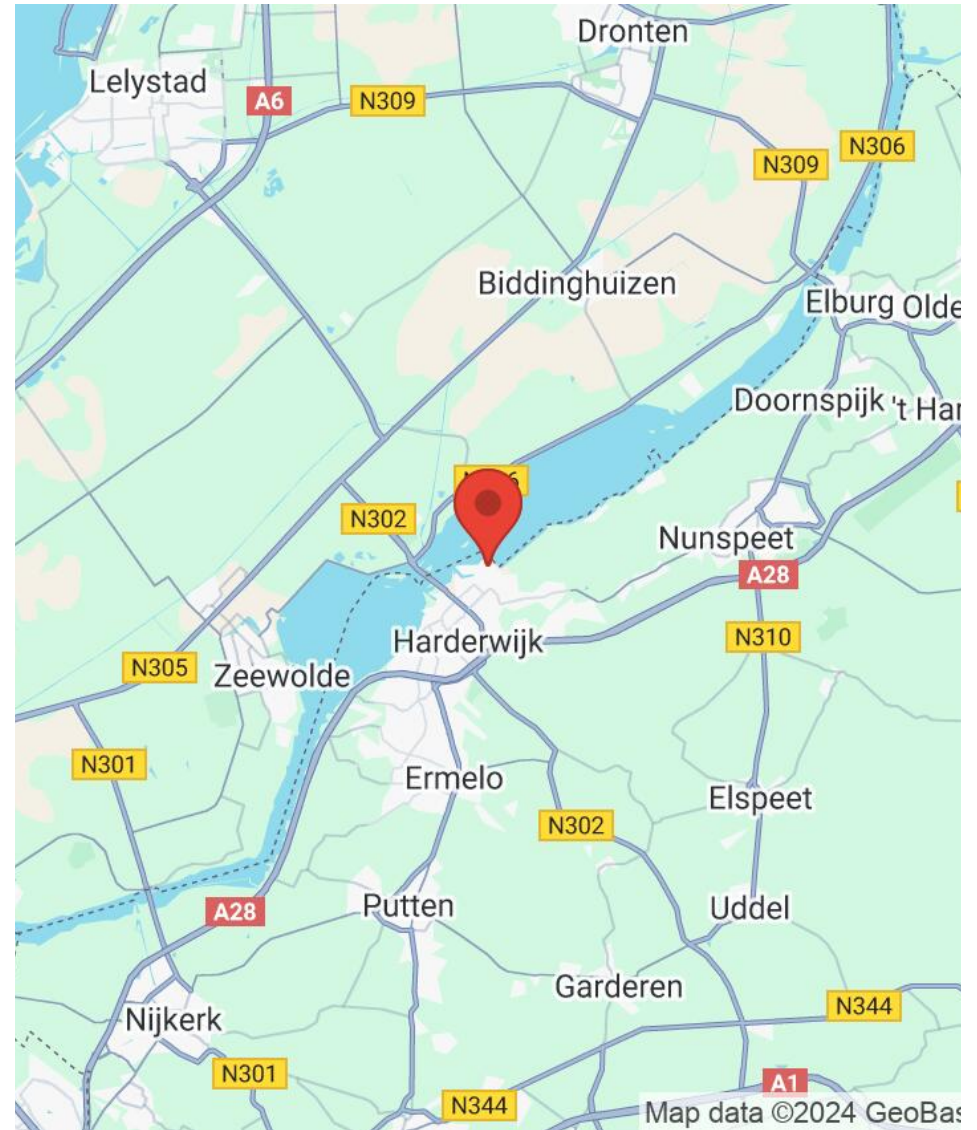 Dronten
Lelystad
A6
N309
N306
N309
Biddinghuizen
Elburg
Doornspijk
N302
Nunspeet
A28
N310
Harderwijk
N305
Zeewolde
N301
Ermelo
Elspeet
N302
Putten
A28
Uddel
Garderen
N344
Nijkerk
N301
A1
N344
Map data ©2024